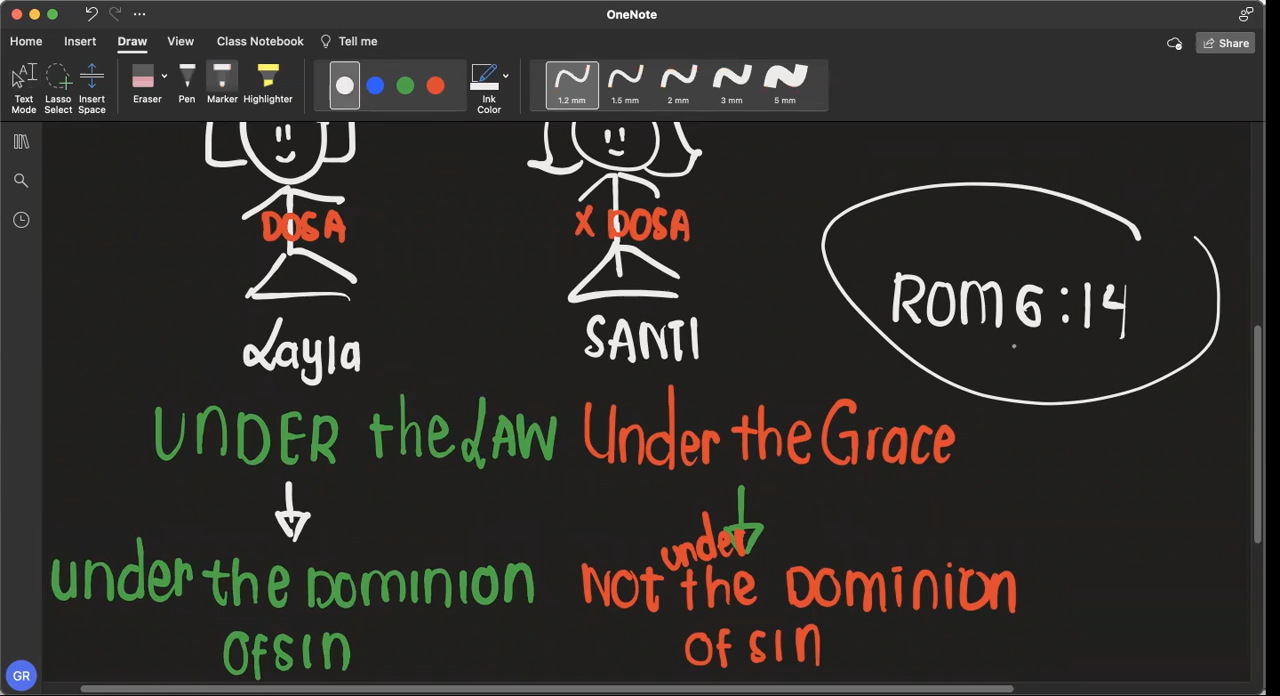 OneNote
Home Insert Draw View Class Notebook Tell me
Share
Text Mode
Lasso Select
Insert Space
Eraser
Pen
Marker
Highlighter
Ink Color
1.2 mm
1.5 mm
2 mm
3 mm
5 mm
DOSA
X DOSA
ROM 6:14
Layla
SANTI
UNDER the LAW
Under the Grace
under
under the DOMINION
OF SIN
NOT the DOMINION
OF SIN
GR